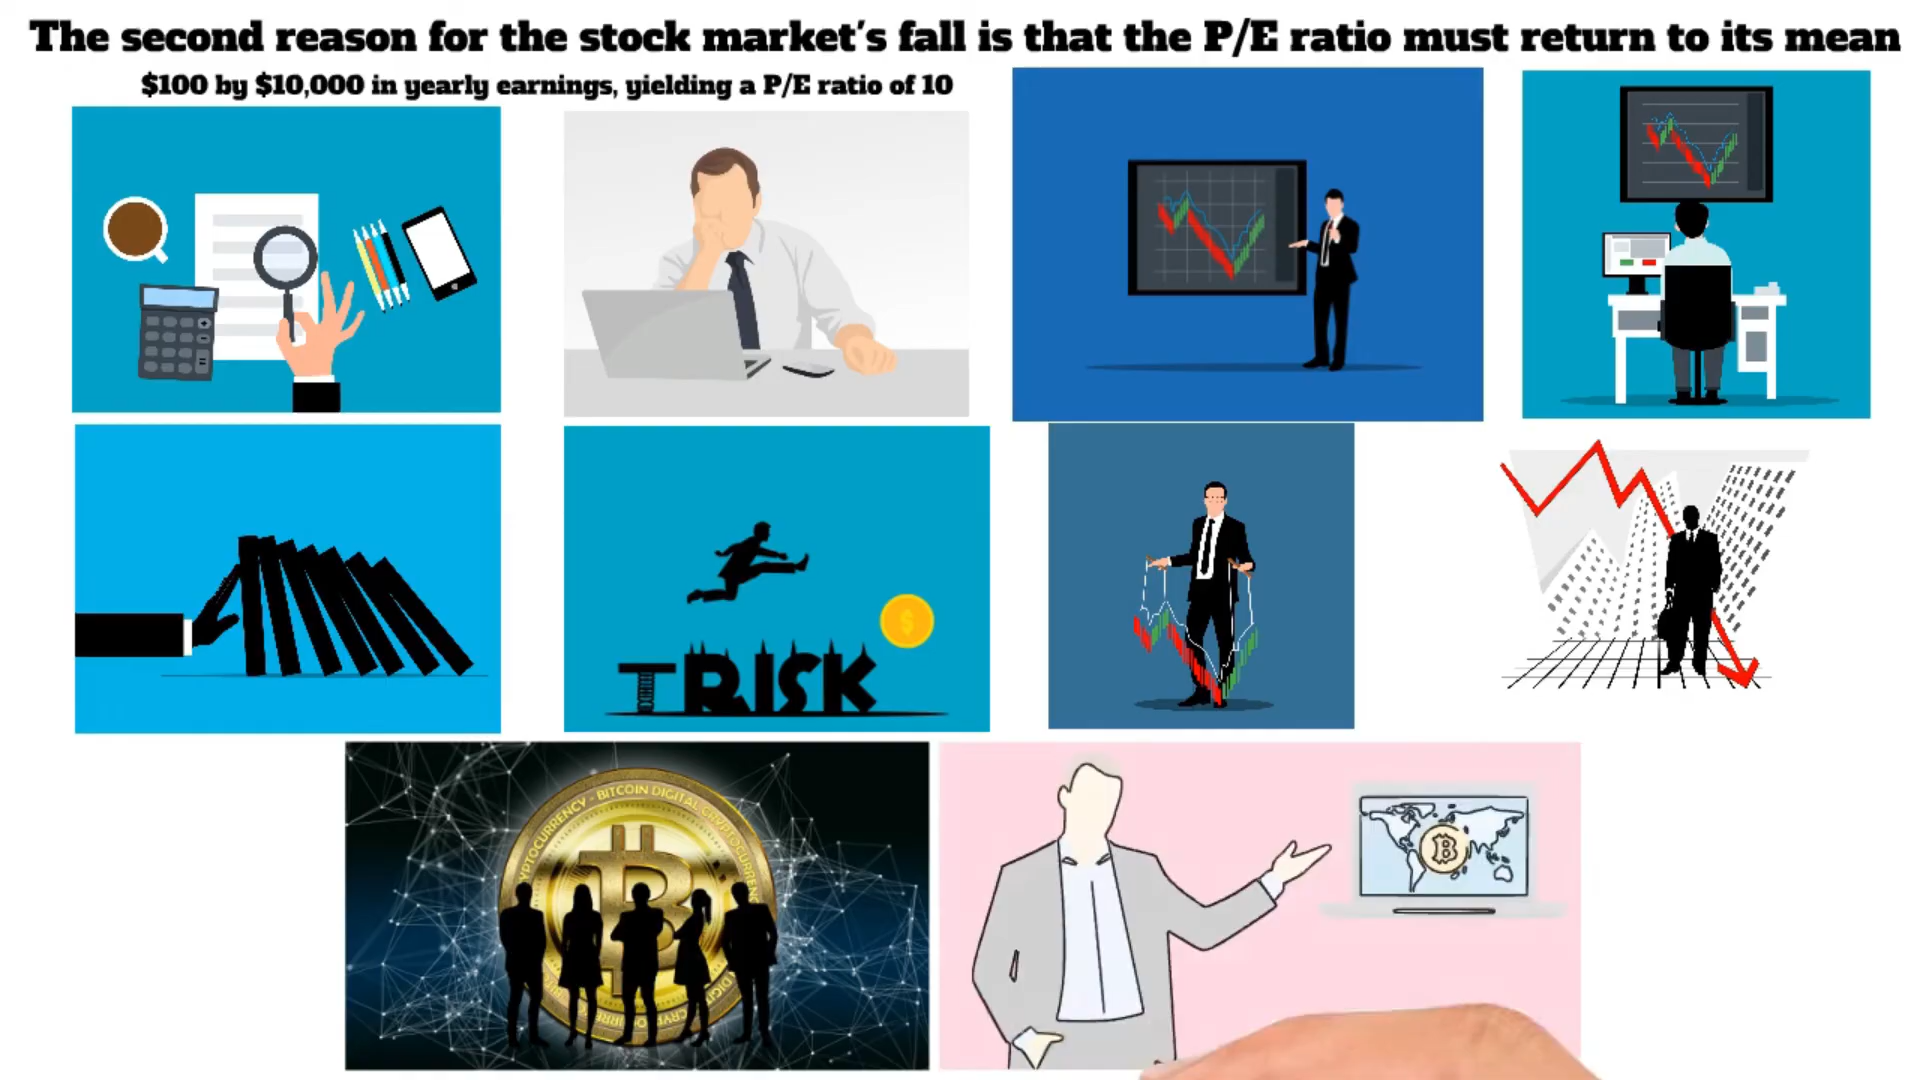 The second reason for the stock market's fall is that the P/E ratio must return to its mean
$100 by $10,000 in yearly earnings, yielding a P/E ratio of 10
RISK
BITCOIN DIGITAL CRYPTOCURRENCY